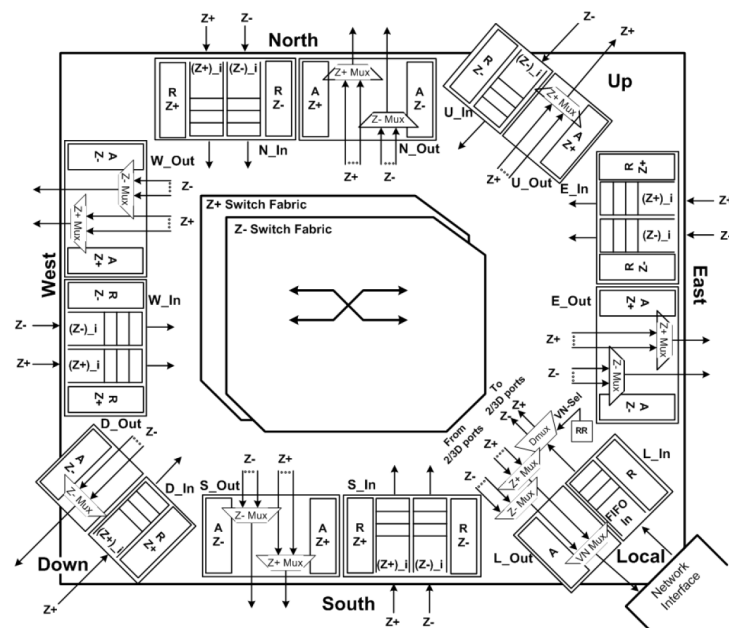 Z+ Z-
North
R
Z+
(Z+)_i
(Z-)_i
R
Z-
N_In
A
Z+
Z+ Mux
Z- Mux
A
Z-
N_Out
Z+
Z-
Z-
Z+
Up
R
Z-
(Z-)_i
U_In
Z+ Mux
A
Z+
Z+
U_Out
West
A
Z-
W_Out
Z- Mux
Z-
Z+ Mux
Z+
A
Z+
R
Z-
W_In
Z-
(Z-)_i
Z+
(Z+)_i
R
Z+
Z+ Switch Fabric
Z- Switch Fabric
East
E_In
R
Z+
(Z+)_i
Z+
(Z-)_i
R
Z-
E_Out
A
Z+
Z+
Z+ Mux
Z-
Z- Mux
A
Z-
D_Out
Z-
A
Z-
Z- Mux
D_In
(Z+)_i
R
Z+
Down
Z+
S_Out
Z-
Z+
A
Z-
Z- Mux
Z+ Mux
A
Z+
S_In
R
Z+
(Z+)_i
(Z-)_i
R
Z-
South
Z+
Z-
To
2/3D ports
Z-
Z+
VN-Sel
Dmux
RR
From
2/3D ports
Z+
Z+ Mux
Z-
Z- Mux
L_In
R
FIFO
In
L_Out
A
VN Mux
Local
Network
Interface